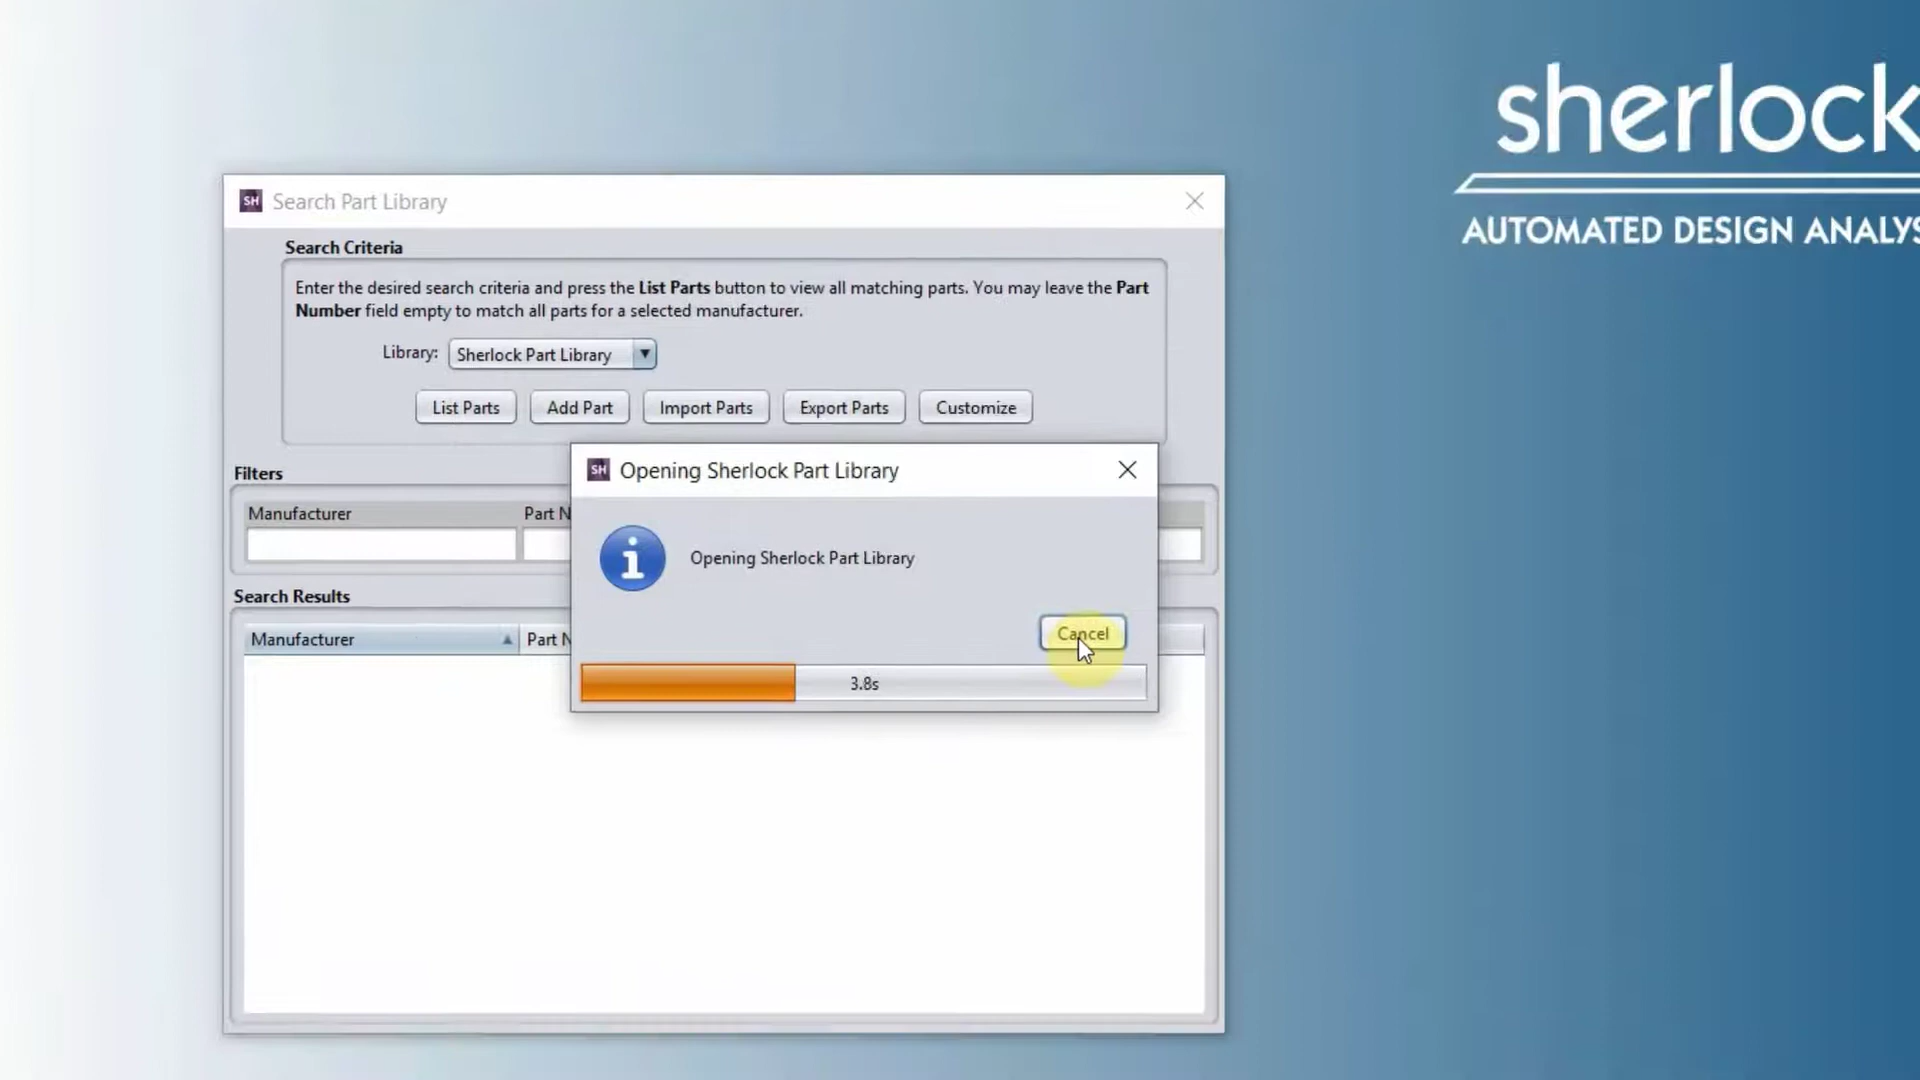 sherlock
AUTOMATED DESIGN ANALYS
SH Search Part Library
Search Criteria
Enter the desired search criteria and press the List Parts button to view all matching parts. You may leave the Part
Number field empty to match all parts for a selected manufacturer.
Library: Sherlock Part Library
List Parts Add Part Import Parts Export Parts Customize
SH Opening Sherlock Part Library
Filters
Manufacturer Part N
Opening Sherlock Part Library
Search Results
Cancel
Manufacturer Part N
3.8s